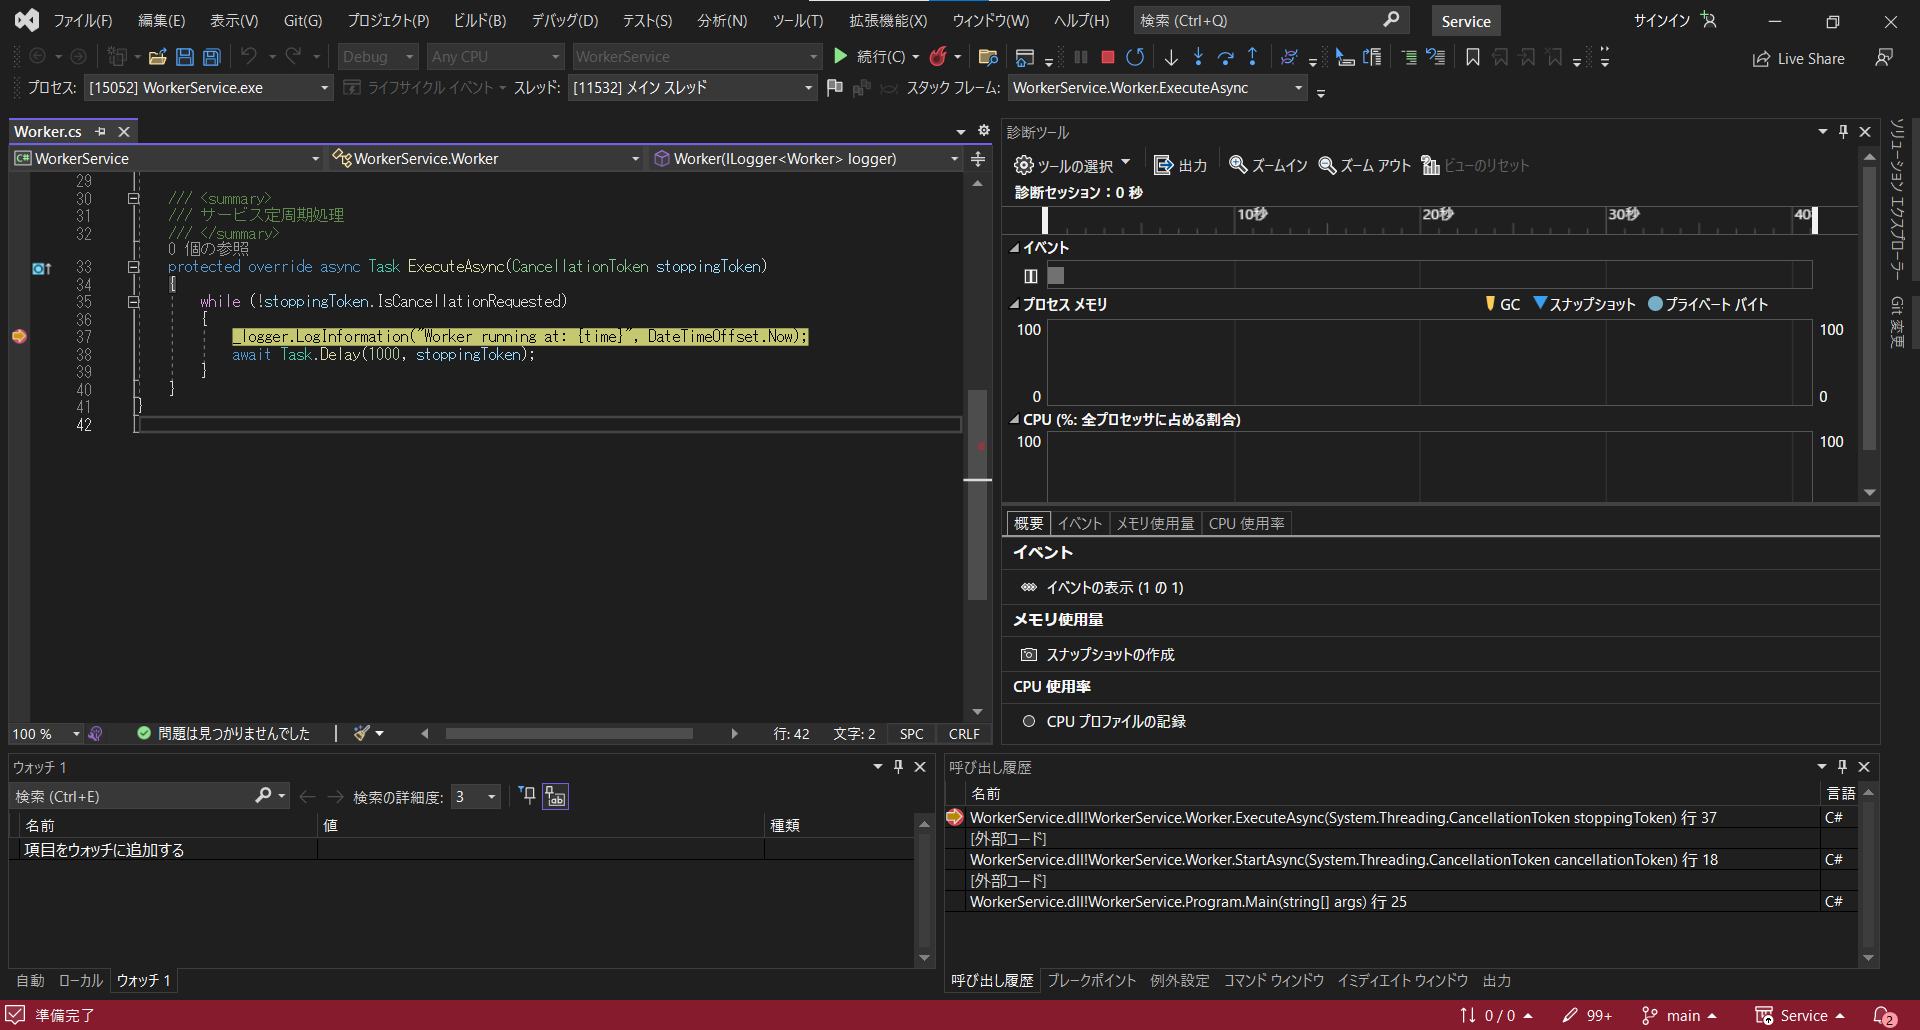 ファイル(F) 編集(E) 表示(V) Git(G) プロジェクト(P) ビルド(B) デバッグ(D) テスト(S) 分析(N) ツール(T) 拡張機能(X) ウィンドウ(W) ヘルプ(H) 検索 (Ctrl+Q) Service サインイン
Debug Any CPU WorkerService 続行(C) Live Share
プロセス: [15052] WorkerService.exe ライフサイクル イベント スレッド: [11532] メイン スレッド スタック フレーム: WorkerService.Worker.ExecuteAsync
Worker.cs
WorkerService WorkerService.Worker Worker(ILogger<Worker> logger)
29
30 /// <summary>
31 /// サービス定周期処理
32 /// </summary>
0 個の参照
33 protected override async Task ExecuteAsync(CancellationToken stoppingToken)
34 {
35 while (!stoppingToken.IsCancellationRequested)
36 {
37 _logger.LogInformation("Worker running at: {time}", DateTimeOffset.Now);
38 await Task.Delay(1000, stoppingToken);
39 }
40 }
41 }
42
100 % 問題は見つかりませんでした 行: 42 文字: 2 SPC CRLF
診断ツール
ツールの選択 出力 ズームイン ズーム アウト ビューのリセット
診断セッション：0 秒
10秒 20秒 30秒 40
イベント
プロセス メモリ GC スナップショット プライベート バイト
100 100
0 0
CPU (%: 全プロセッサに占める割合)
100 100
概要 イベント メモリ使用量 CPU 使用率
イベント
イベントの表示 (1 の 1)
メモリ使用量
スナップショットの作成
CPU 使用率
CPU プロファイルの記録
ソリューション エクスプローラー
Git 変更
ウォッチ 1
検索 (Ctrl+E) 検索の詳細度: 3
名前 値 種類
項目をウォッチに追加する
自動 ローカル ウォッチ 1
呼び出し履歴
名前 言語
WorkerService.dll!WorkerService.Worker.ExecuteAsync(System.Threading.CancellationToken stoppingToken) 行 37 C#
[外部コード]
WorkerService.dll!WorkerService.Worker.StartAsync(System.Threading.CancellationToken cancellationToken) 行 18 C#
[外部コード]
WorkerService.dll!WorkerService.Program.Main(string[] args) 行 25 C#
呼び出し履歴 ブレークポイント 例外設定 コマンド ウィンドウ イミディエイト ウィンドウ 出力
準備完了 0 / 0 99+ main Service 2